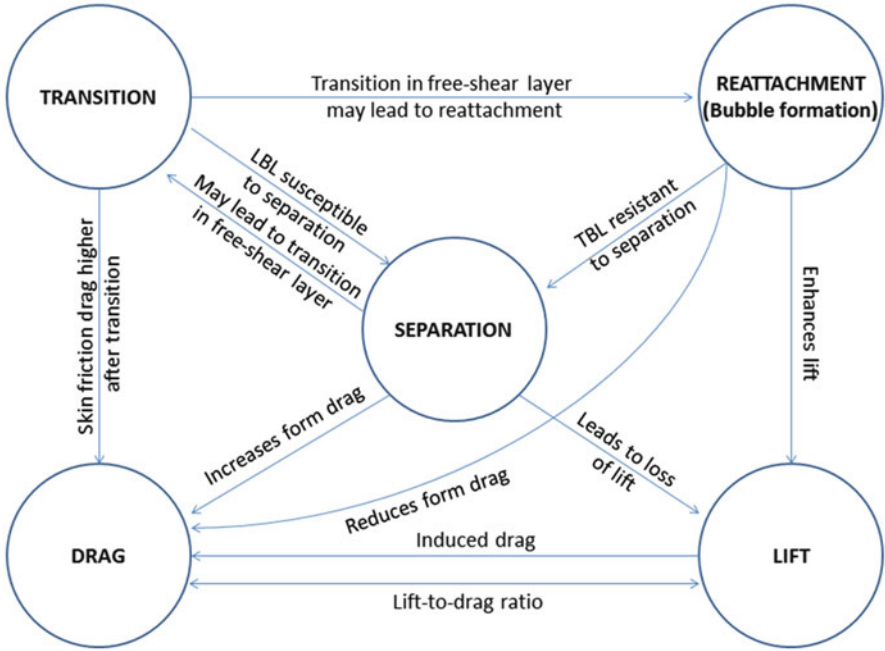 TRANSITION
Transition in free-shear layer
may lead to reattachment
REATTACHMENT
(Bubble formation)
LBL susceptible
to separation
May lead to transition
in free-shear layer
TBL resistant
to separation
Skin friction drag higher
after transition
SEPARATION
Enhances lift
Increases form drag
Leads to loss
of lift
Reduces form drag
DRAG
Induced drag
LIFT
Lift-to-drag ratio